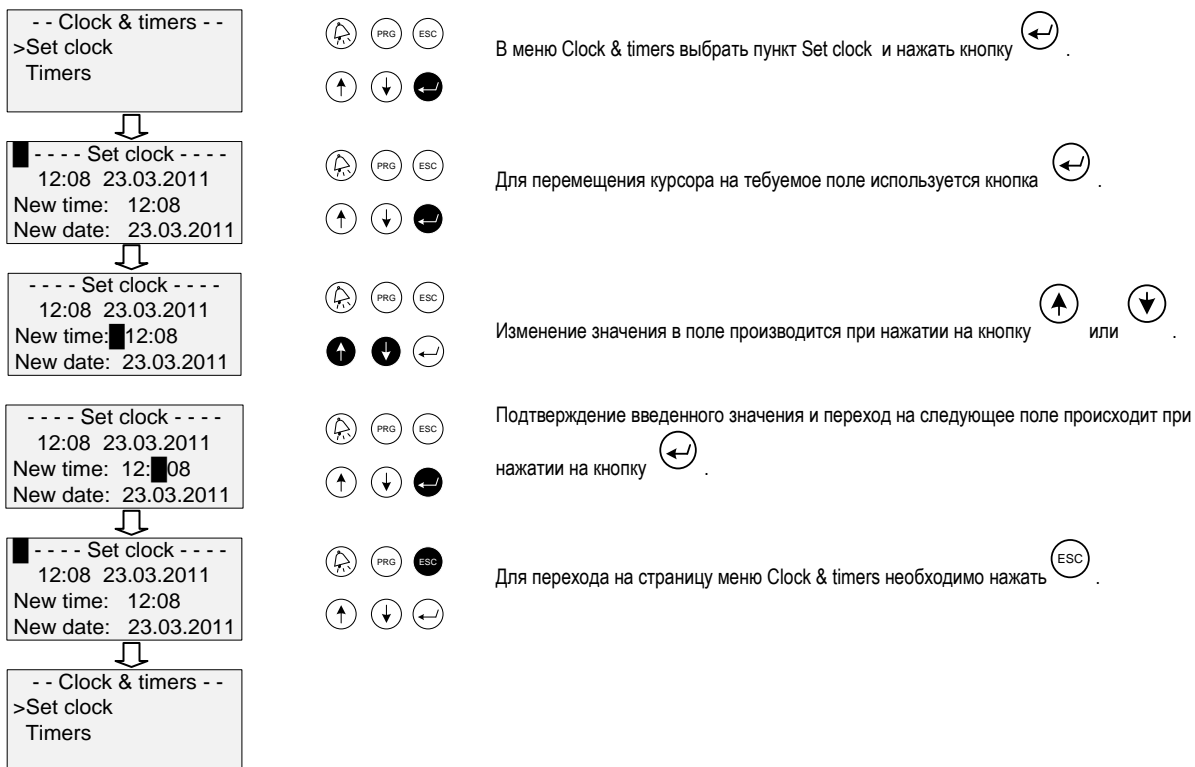 - - Clock & timers - -
>Set clock
Timers
PRG ESC
В меню Clock & timers выбрать пункт Set clock и нажать кнопку .
- - - - Set clock - - - -
12:08 23.03.2011
New time: 12:08
New date: 23.03.2011
PRG ESC
Для перемещения курсора на тебуемое поле используется кнопка .
- - - - Set clock - - - -
12:08 23.03.2011
New time: 12:08
New date: 23.03.2011
PRG ESC
Изменение значения в поле производится при нажатии на кнопку или .
- - - - Set clock - - - -
12:08 23.03.2011
New time: 12: 08
New date: 23.03.2011
PRG ESC
Подтверждение введенного значения и переход на следующее поле происходит при
нажатии на кнопку .
- - - - Set clock - - - -
12:08 23.03.2011
New time: 12:08
New date: 23.03.2011
PRG ESC
Для перехода на страницу меню Clock & timers необходимо нажать ESC .
- - Clock & timers - -
>Set clock
Timers